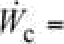 Ẇc =